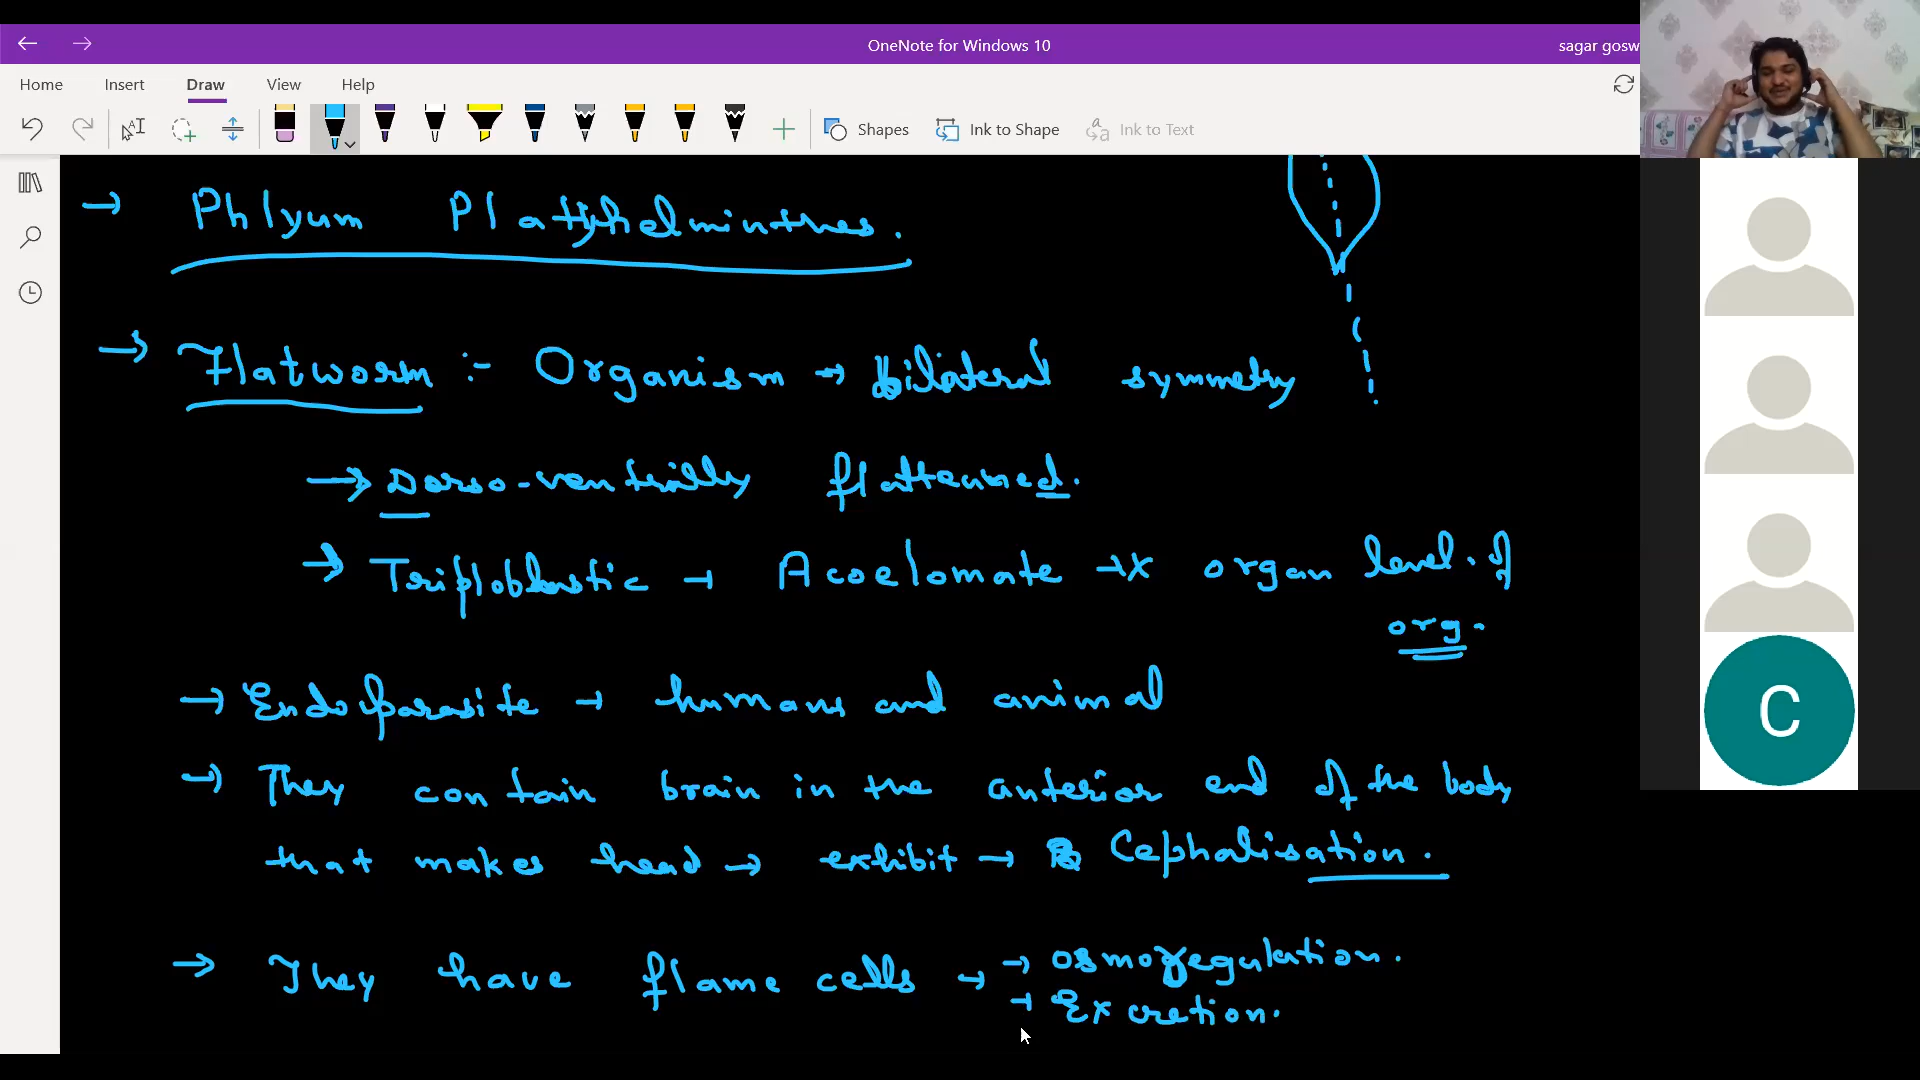 OneNote for Windows 10
sagar gosw
Home Insert Draw View Help
Shapes Ink to Shape Ink to Text
→ Phlyum Platyhelminthes.
→ Flatworm :- Organism → bilateral symmetry
→ Dorso-ventrally flattened.
→ Triploblastic → Acoelomate → organ level of
org.
→ Endoparasite → humans and animal
→ They contain brain in the anterior end of the body
that makes head → exhibit → Cephalisation.
→ They have flame cells → → osmoregulation.
→ Excretion.
C